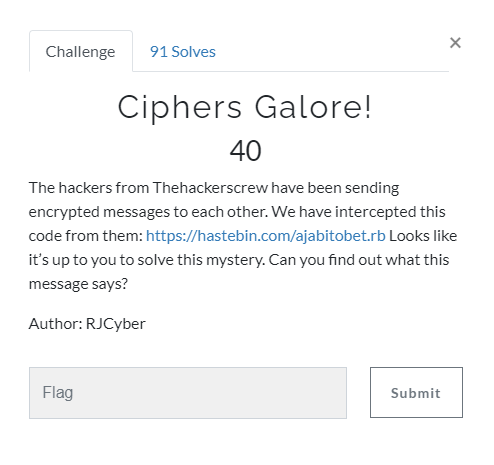 Challenge
91 Solves
×
Ciphers Galore!
40
The hackers from Thehackerscrew have been sending
encrypted messages to each other. We have intercepted this
code from them: https://hastebin.com/ajabitobet.rb Looks like
it’s up to you to solve this mystery. Can you find out what this
message says?
Author: RJCyber
Flag
Submit